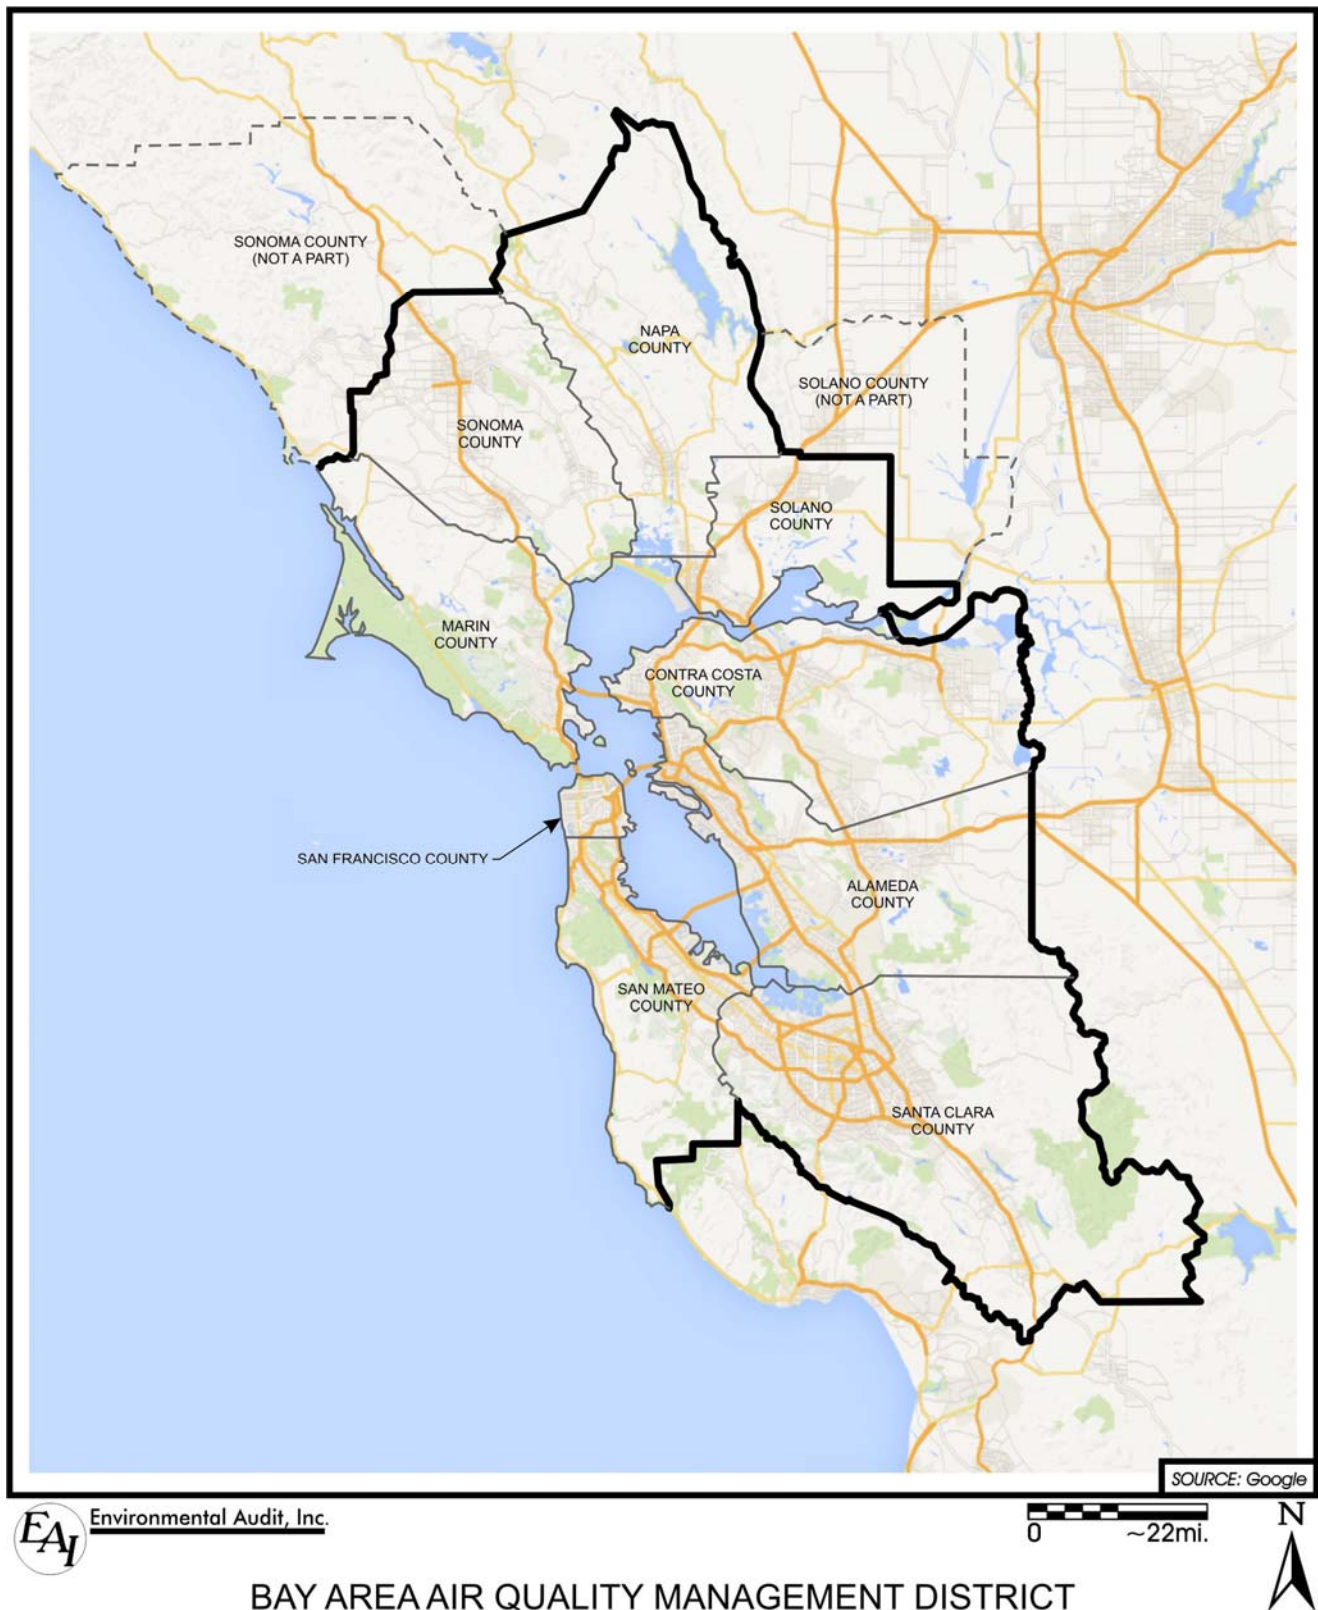 SONOMA COUNTY
(NOT A PART)
NAPA
COUNTY
SOLANO COUNTY
(NOT A PART)
SONOMA
COUNTY
SOLANO
COUNTY
MARIN
COUNTY
CONTRA COSTA
COUNTY
SAN FRANCISCO COUNTY
ALAMEDA
COUNTY
SAN MATEO
COUNTY
SANTA CLARA
COUNTY
SOURCE: Google
EAI
Environmental Audit, Inc.
0
~22mi.
N
BAY AREA AIR QUALITY MANAGEMENT DISTRICT